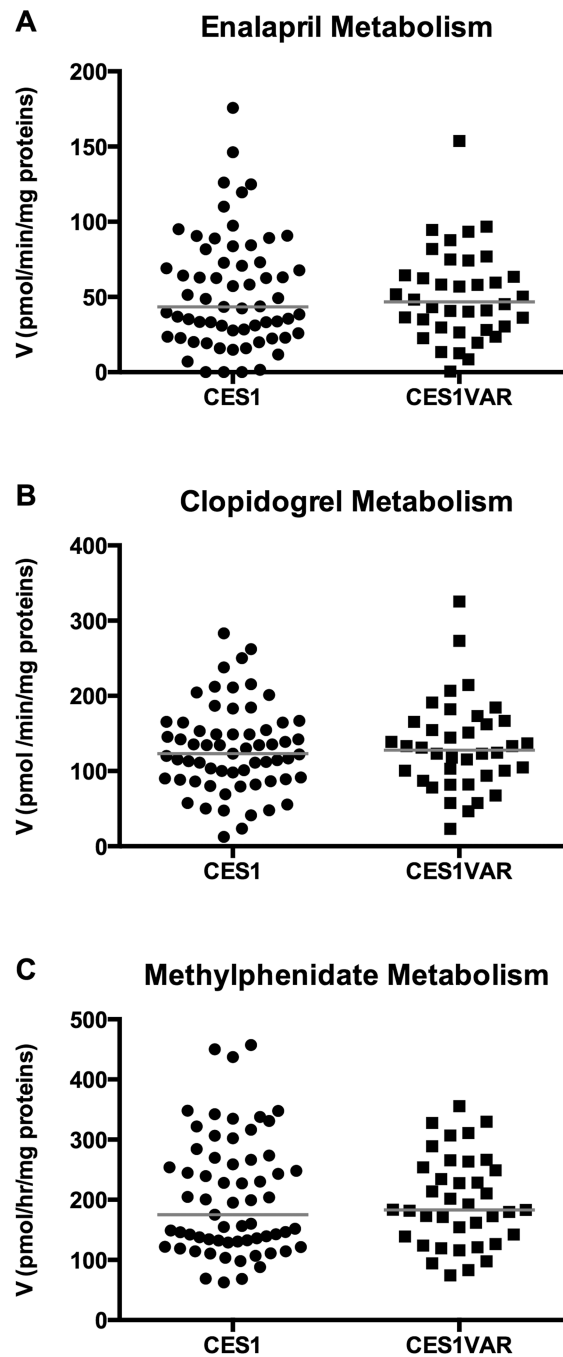 A
Enalapril Metabolism
V (pmol/min/mg proteins)
200
150
100
50
0
CES1 CES1VAR
B
Clopidogrel Metabolism
V (pmol /min/mg proteins)
400
300
200
100
0
CES1 CES1VAR
C
Methylphenidate Metabolism
V (pmol/hr/mg proteins)
500
400
300
200
100
0
CES1 CES1VAR